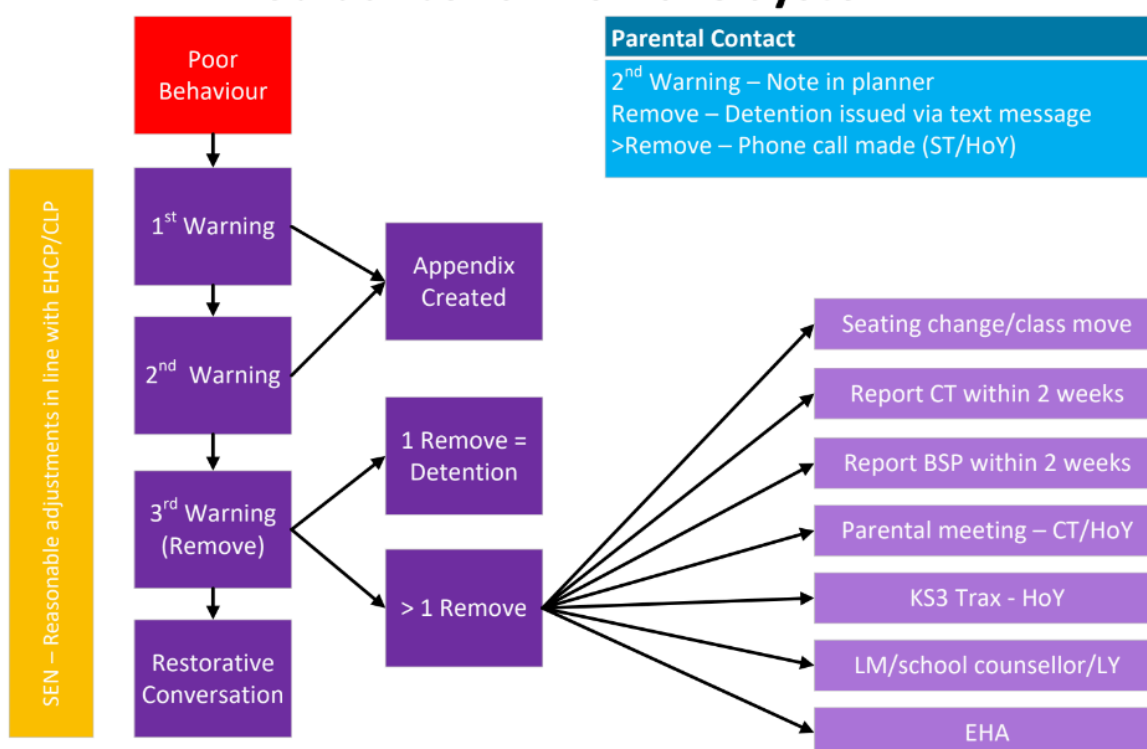 Parental Contact
2nd Warning – Note in planner
Remove – Detention issued via text message
>Remove – Phone call made (ST/HoY)
Poor
Behaviour
SEN – Reasonable adjustments in line with EHCP/CLP
1st Warning
2nd Warning
3rd Warning
(Remove)
Restorative
Conversation
Appendix
Created
1 Remove =
Detention
> 1 Remove
Seating change/class move
Report CT within 2 weeks
Report BSP within 2 weeks
Parental meeting – CT/HoY
KS3 Trax - HoY
LM/school counsellor/LY
EHA